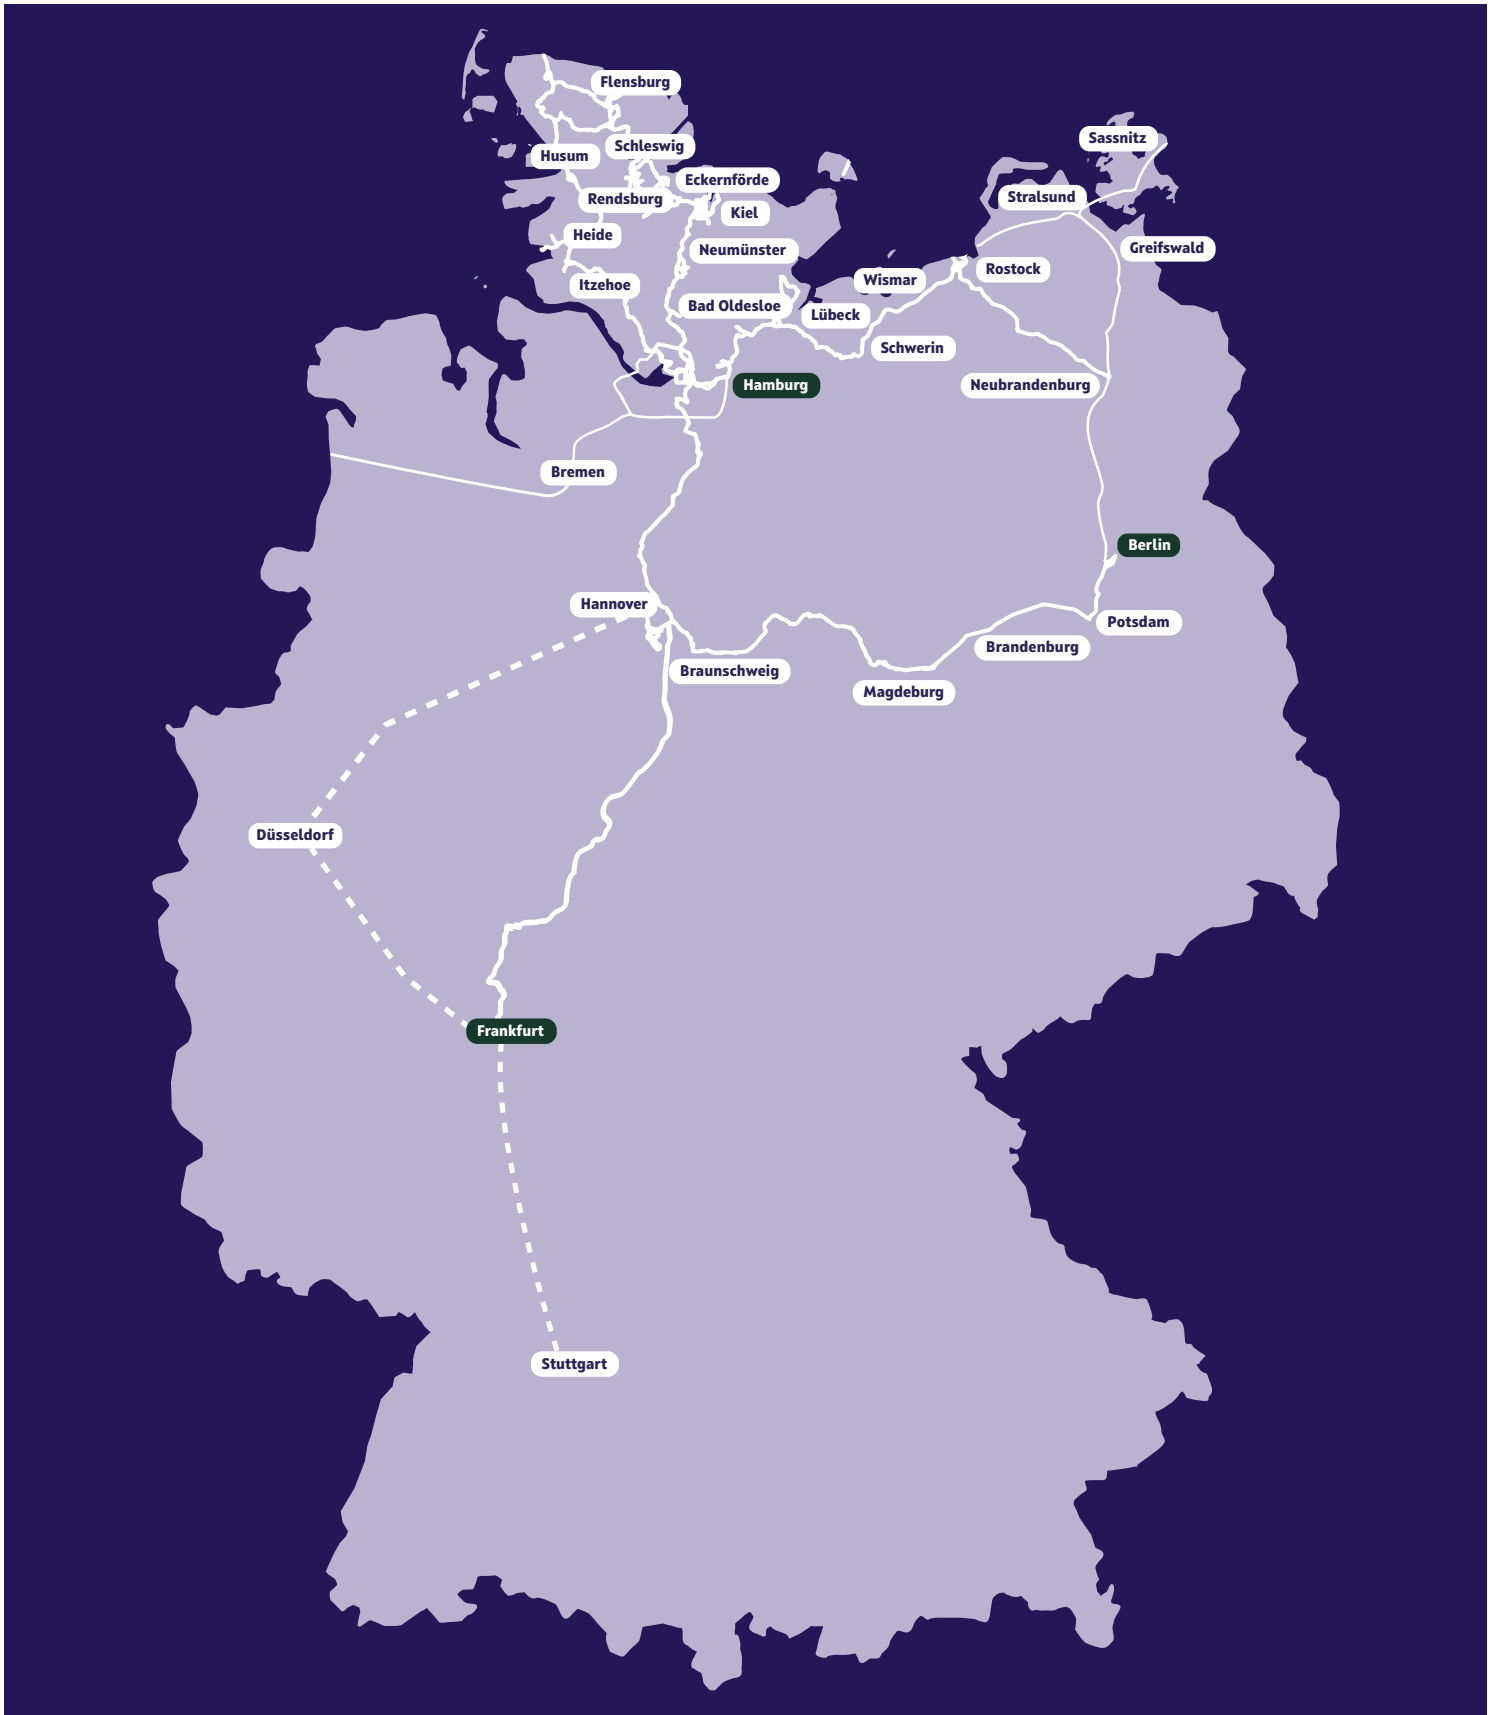 Flensburg
Sassnitz
Schleswig
Husum
Eckernförde
Rendsburg
Stralsund
Kiel
Heide
Greifswald
Neumünster
Rostock
Wismar
Itzehoe
Bad Oldesloe
Lübeck
Schwerin
Hamburg
Neubrandenburg
Bremen
Berlin
Hannover
Potsdam
Brandenburg
Braunschweig
Magdeburg
Düsseldorf
Frankfurt
Stuttgart